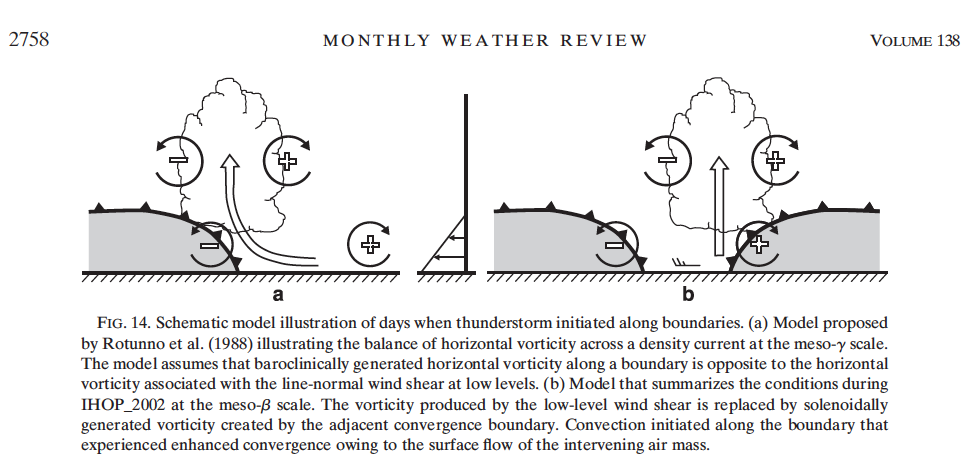 2758
MONTHLY WEATHER REVIEW
VOLUME 138
a
b
FIG. 14. Schematic model illustration of days when thunderstorm initiated along boundaries. (a) Model proposed
by Rotunno et al. (1988) illustrating the balance of horizontal vorticity across a density current at the meso-γ scale.
The model assumes that baroclinically generated horizontal vorticity along a boundary is opposite to the horizontal
vorticity associated with the line-normal wind shear at low levels. (b) Model that summarizes the conditions during
IHOP_2002 at the meso-β scale. The vorticity produced by the low-level wind shear is replaced by solenoidally
generated vorticity created by the adjacent convergence boundary. Convection initiated along the boundary that
experienced enhanced convergence owing to the surface flow of the intervening air mass.